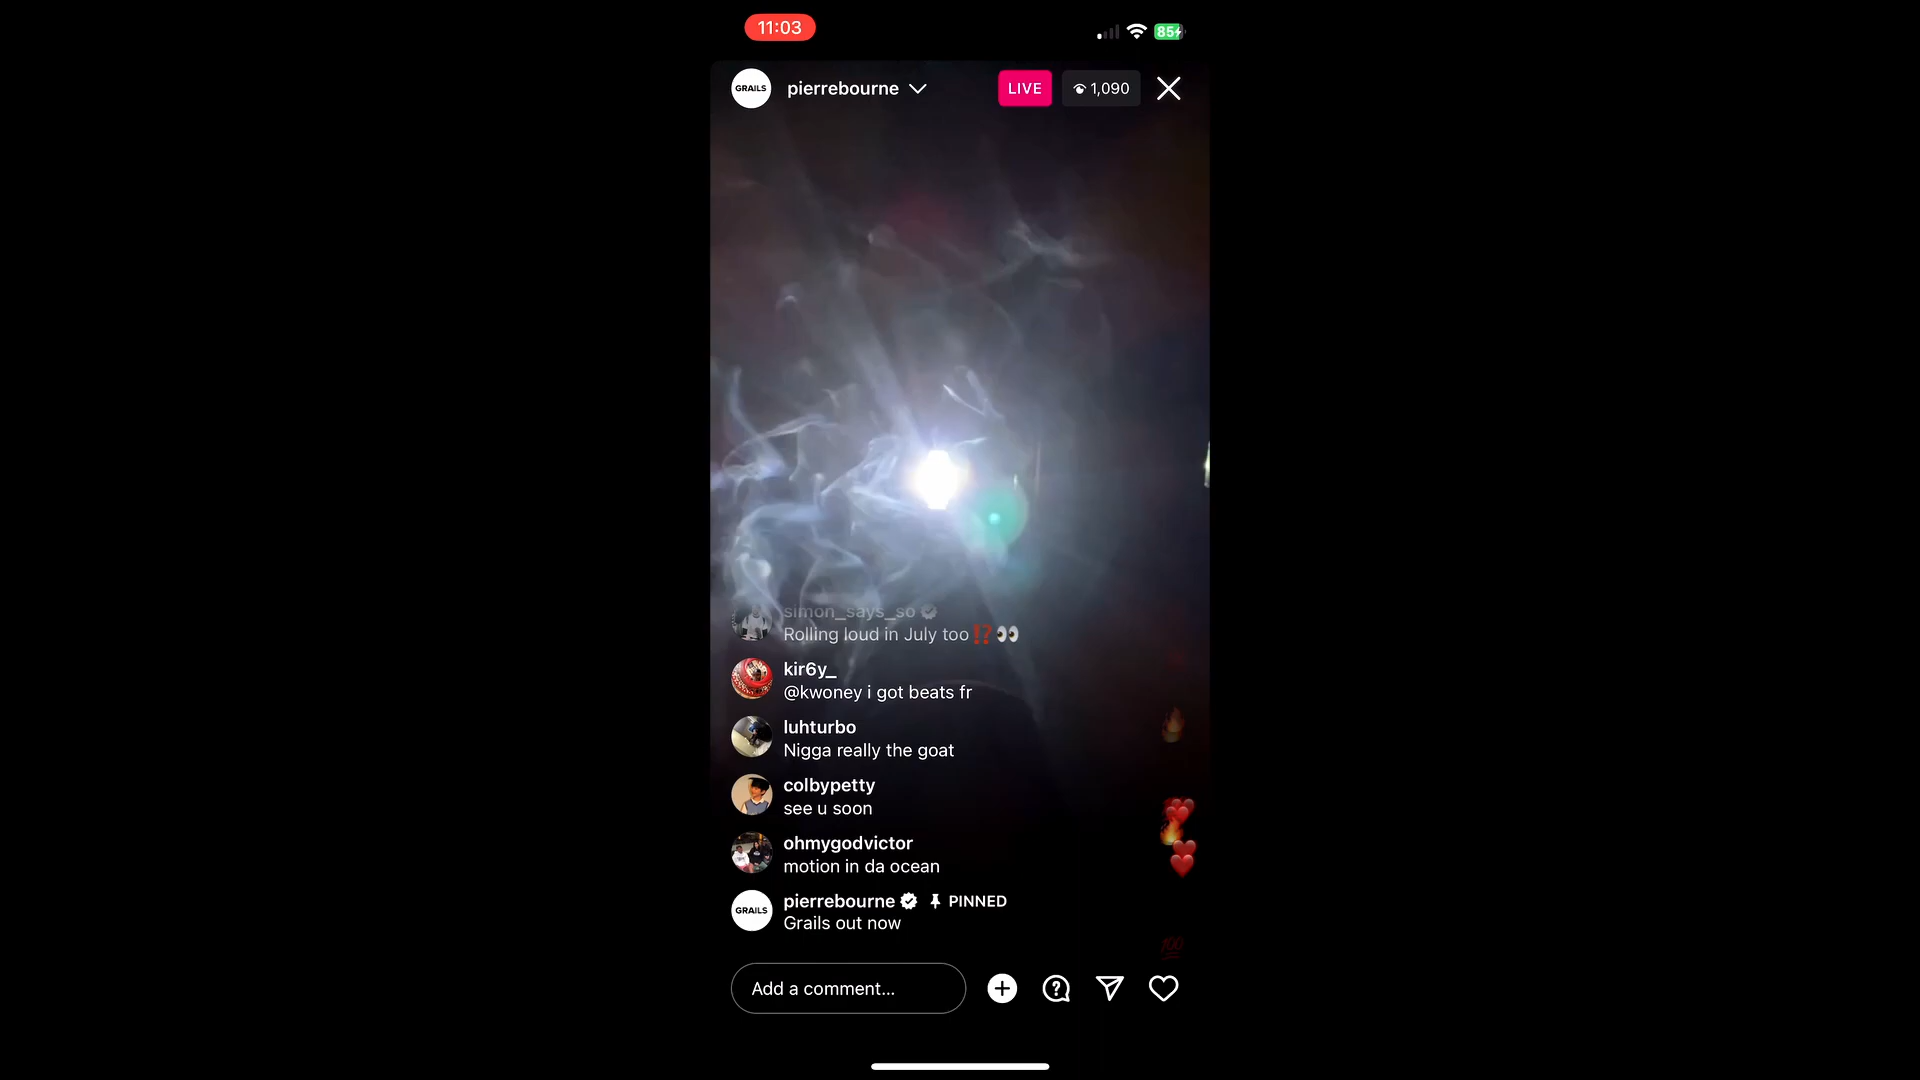 11:03
85
GRAILS
pierrebourne
LIVE
1,090
simon_says_so
Rolling loud in July too⁉️👀
kir6y_
@kwoney i got beats fr
luhturbo
Nigga really the goat
colbypetty
see u soon
ohmygodvictor
motion in da ocean
GRAILS
pierrebourne PINNED
Grails out now
💯
Add a comment...